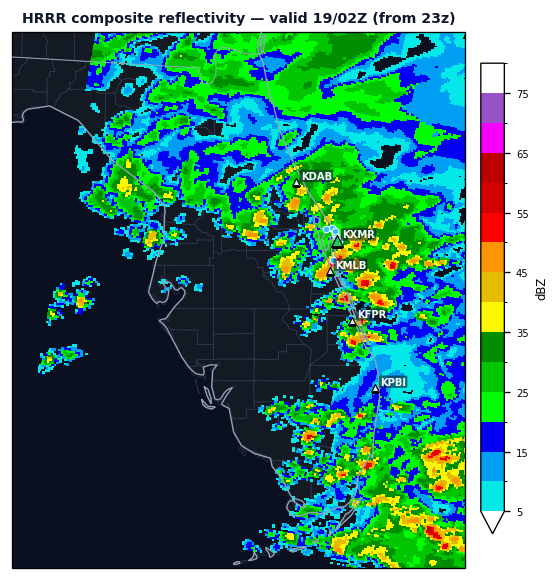 HRRR composite reflectivity — valid 19/02Z (from 23z)
KDAB
KXMR
KMLB
KFPR
KPBI
75
65
55
45
35
25
15
5
dBZ